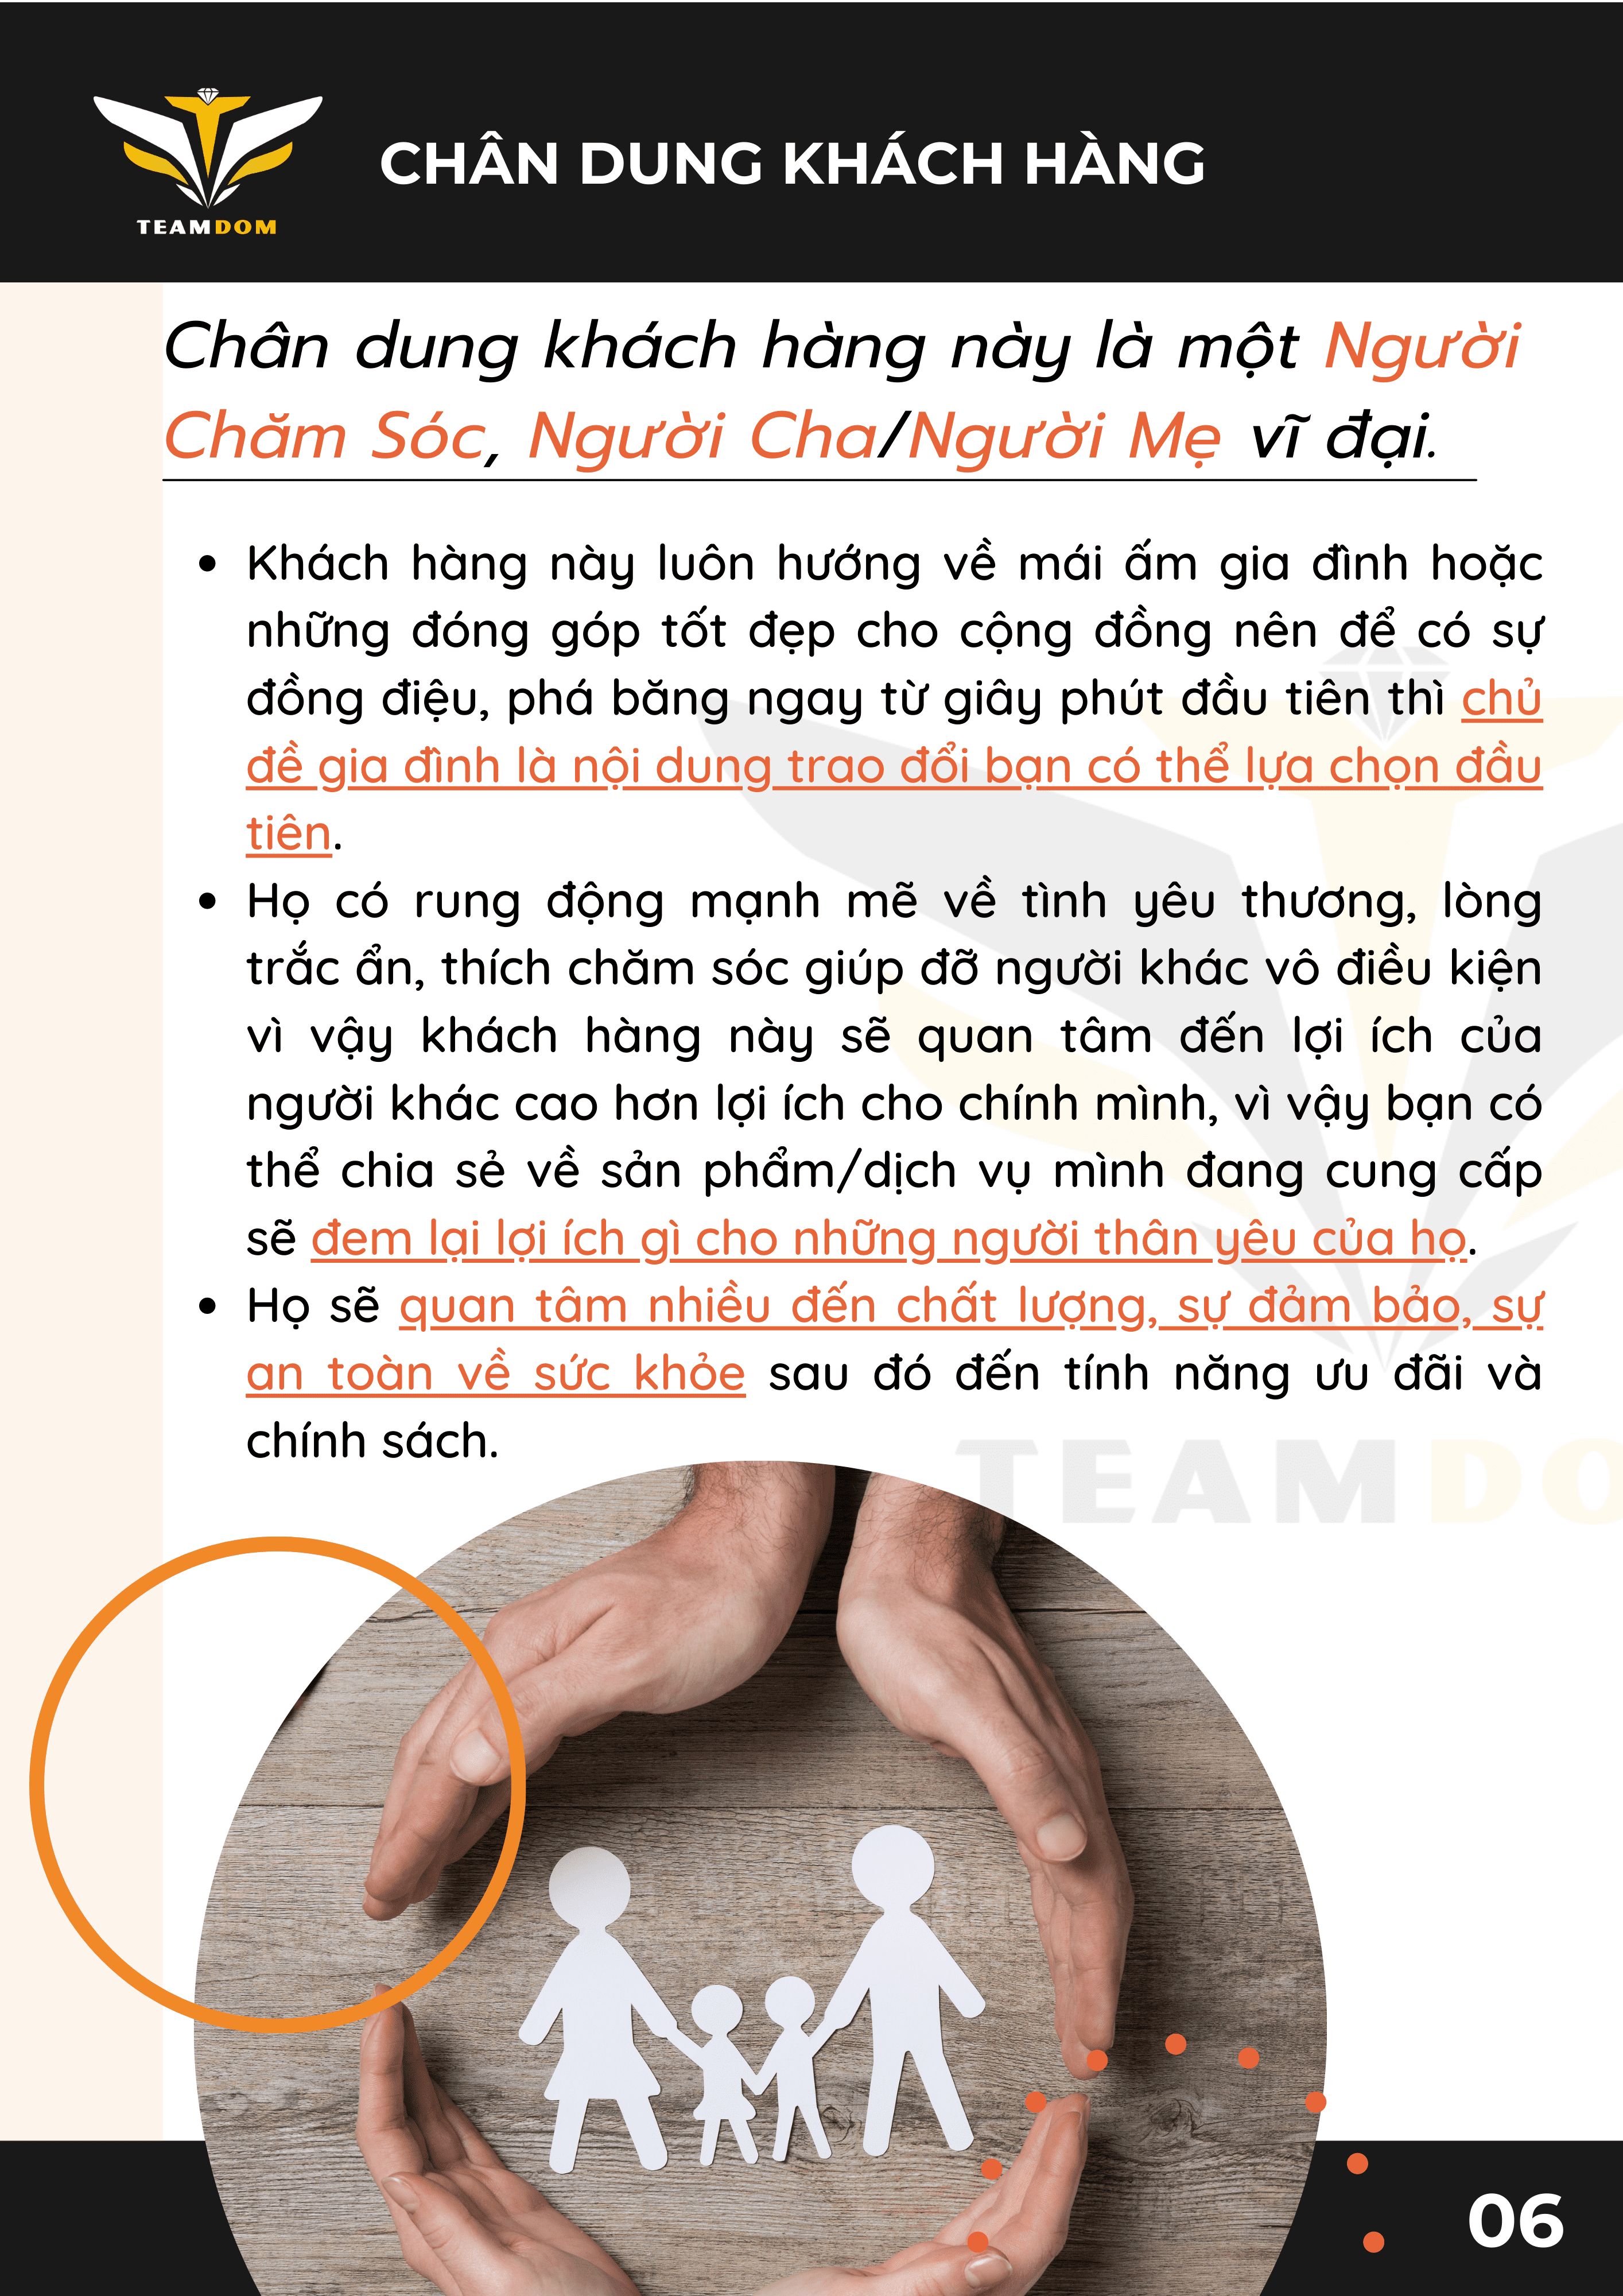 TEAMDOM
CHÂN DUNG KHÁCH HÀNG
Chân dung khách hàng này là một Người
Chăm Sóc, Người Cha/Người Mẹ vĩ đại.
• Khách hàng này luôn hướng về mái ấm gia đình hoặc
những đóng góp tốt đẹp cho cộng đồng nên để có sự
đồng điệu, phá băng ngay từ giây phút đầu tiên thì chủ
đề gia đình là nội dung trao đổi bạn có thể lựa chọn đầu
tiên.
• Họ có rung động mạnh mẽ về tình yêu thương, lòng
trắc ẩn, thích chăm sóc giúp đỡ người khác vô điều kiện
vì vậy khách hàng này sẽ quan tâm đến lợi ích của
người khác cao hơn lợi ích cho chính mình, vì vậy bạn có
thể chia sẻ về sản phẩm/dịch vụ mình đang cung cấp
sẽ đem lại lợi ích gì cho những người thân yêu của họ.
• Họ sẽ quan tâm nhiều đến chất lượng, sự đảm bảo, sự
an toàn về sức khỏe sau đó đến tính năng ưu đãi và
chính sách.
TEAMDO
06